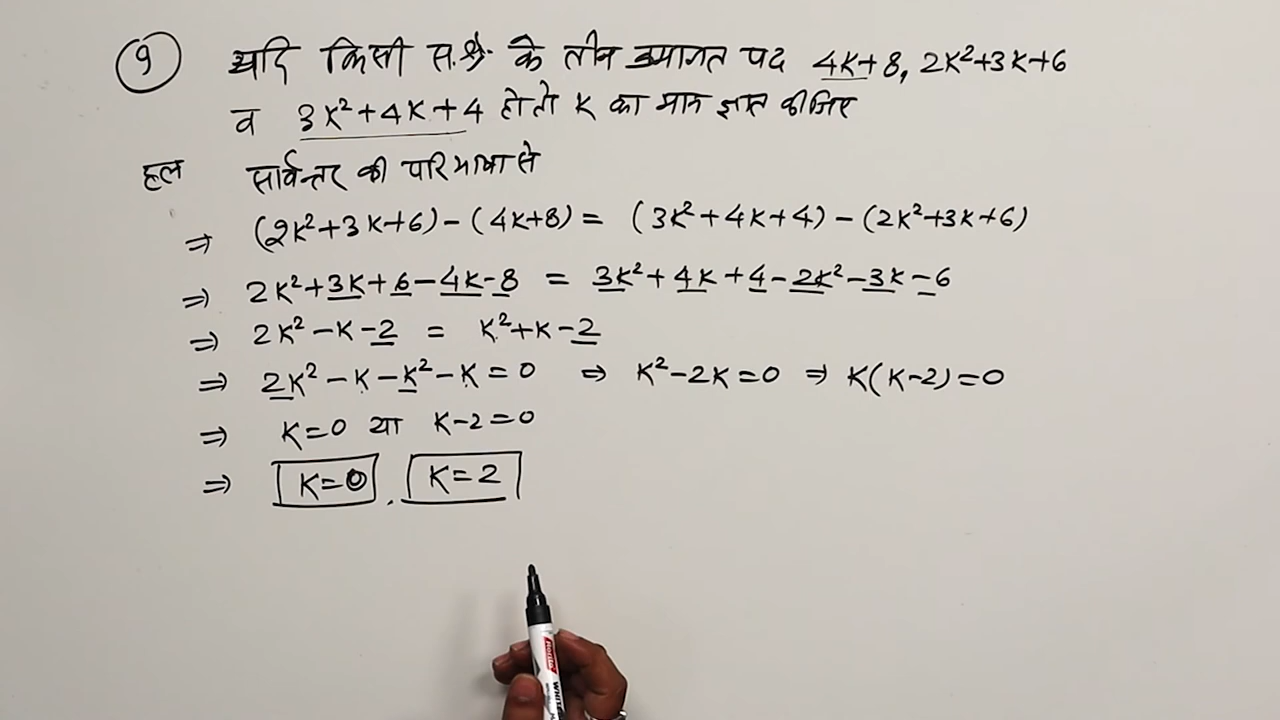 9 यदि किसी स.श्रे. के तीन क्रमागत पद 4K+8, 2K²+3K+6
व 3K²+4K+4 हो तो K का मान ज्ञात कीजिए
हल सार्वन्तर की परिभाषा से
⇒ (2K²+3K+6)-(4K+8) = (3K²+4K+4)-(2K²+3K+6)
⇒ 2K²+3K+6-4K-8 = 3K²+4K+4-2K²-3K-6
⇒ 2K²-K-2 = K²+K-2
⇒ 2K²-K-K²-K=0 ⇒ K²-2K=0 ⇒ K(K-2)=0
⇒ K=0 या K-2=0
⇒ K=0, K=2